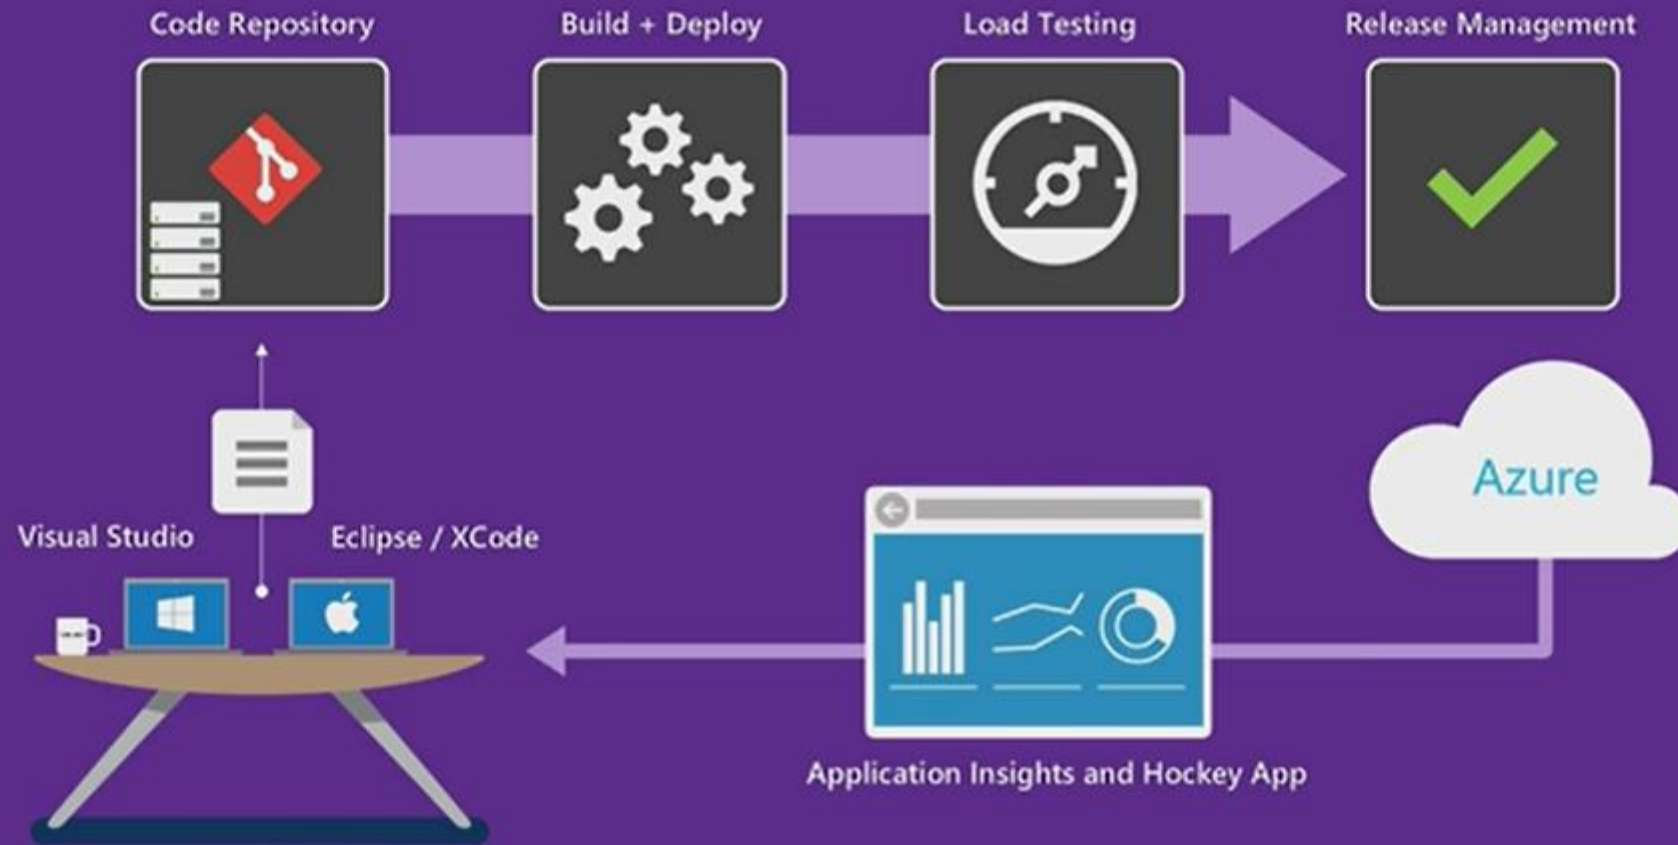 Code Repository
Build + Deploy
Load Testing
Release Management
Azure
Visual Studio
Eclipse / XCode
Application Insights and Hockey App